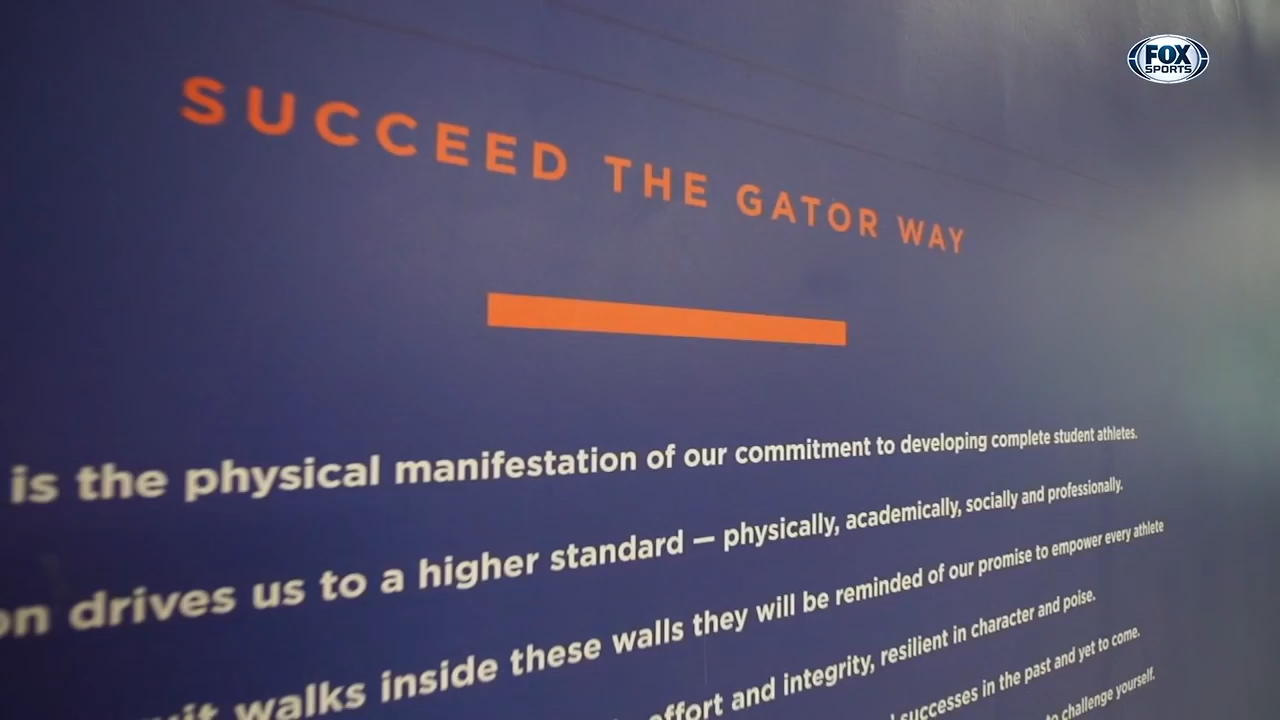 FOX
SPORTS
SUCCEED THE GATOR WAY
is the physical manifestation of our commitment to developing complete student athletes.
drives us to a higher standard — physically, academically, socially and professionally.
walks inside these walls they will be reminded of our promise to empower every athlete
effort and integrity, resilient in character and poise.
successes in the past and yet to come.
to challenge yourself.